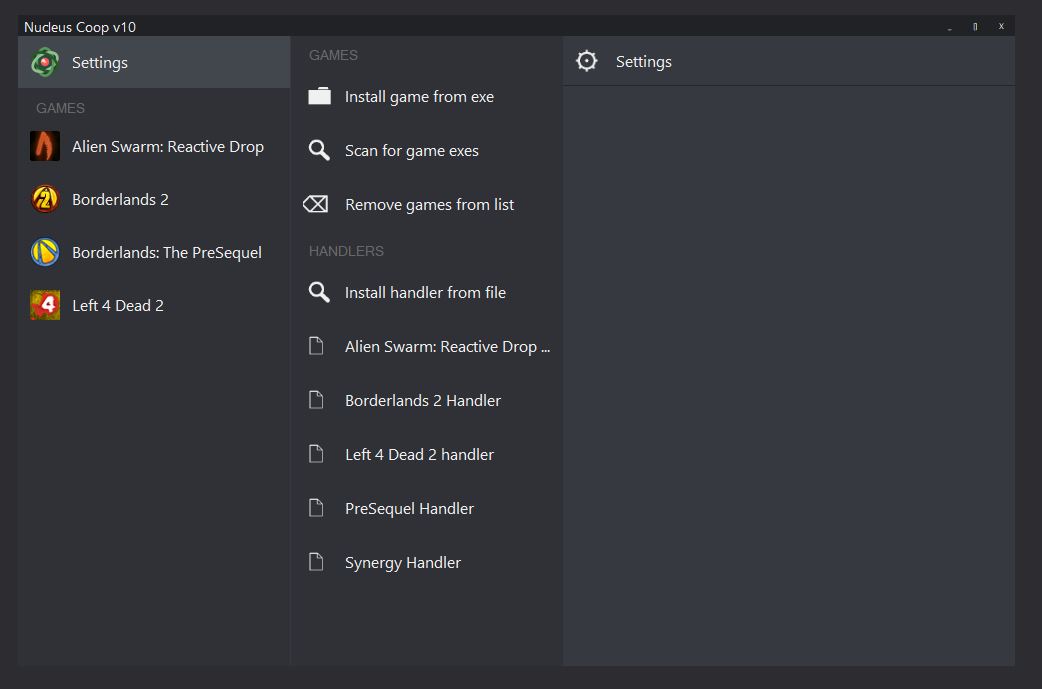 Nucleus Coop v10
Settings
GAMES
Alien Swarm: Reactive Drop
Borderlands 2
Borderlands: The PreSequel
4
Left 4 Dead 2
GAMES
Install game from exe
Scan for game exes
Remove games from list
HANDLERS
Install handler from file
Alien Swarm: Reactive Drop ...
Borderlands 2 Handler
Left 4 Dead 2 handler
PreSequel Handler
Synergy Handler
Settings